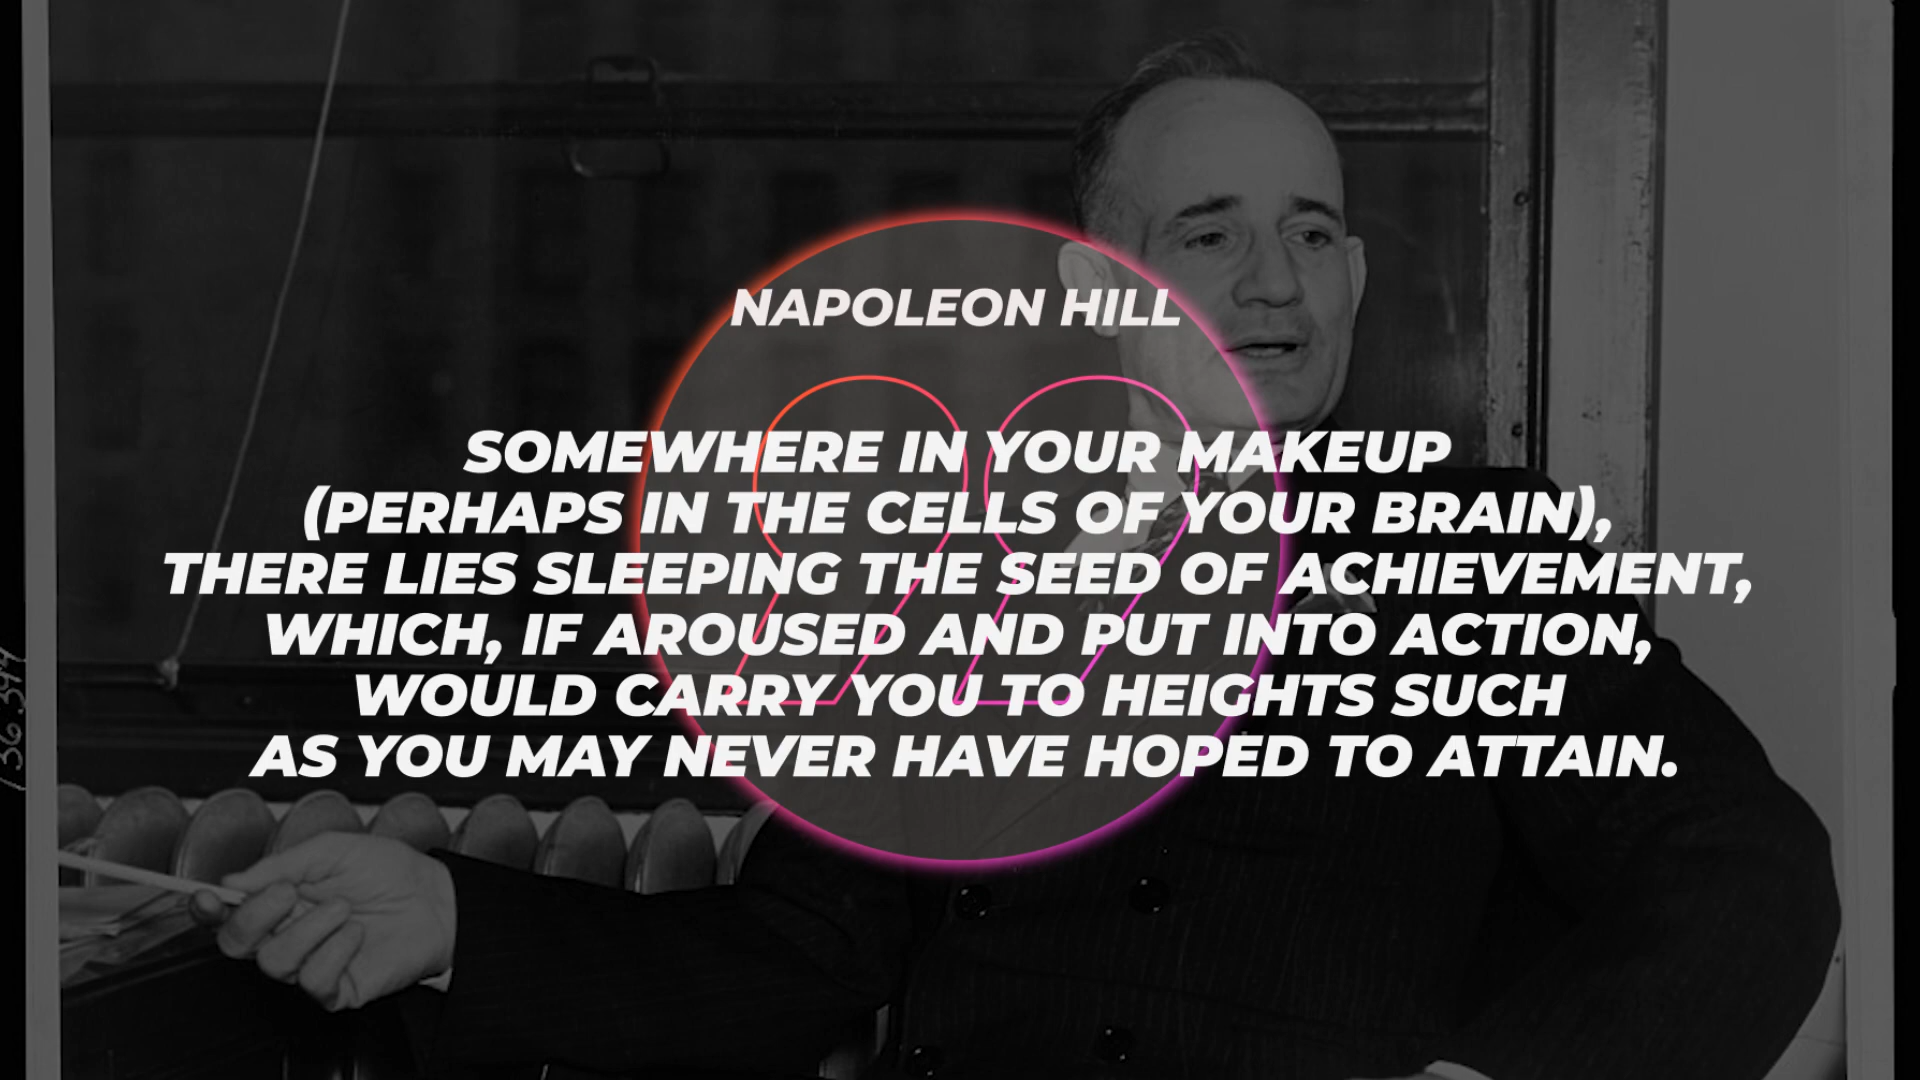 NAPOLEON HILL
SOMEWHERE IN YOUR MAKEUP
(PERHAPS IN THE CELLS OF YOUR BRAIN),
THERE LIES SLEEPING THE SEED OF ACHIEVEMENT,
WHICH, IF AROUSED AND PUT INTO ACTION,
WOULD CARRY YOU TO HEIGHTS SUCH
AS YOU MAY NEVER HAVE HOPED TO ATTAIN.